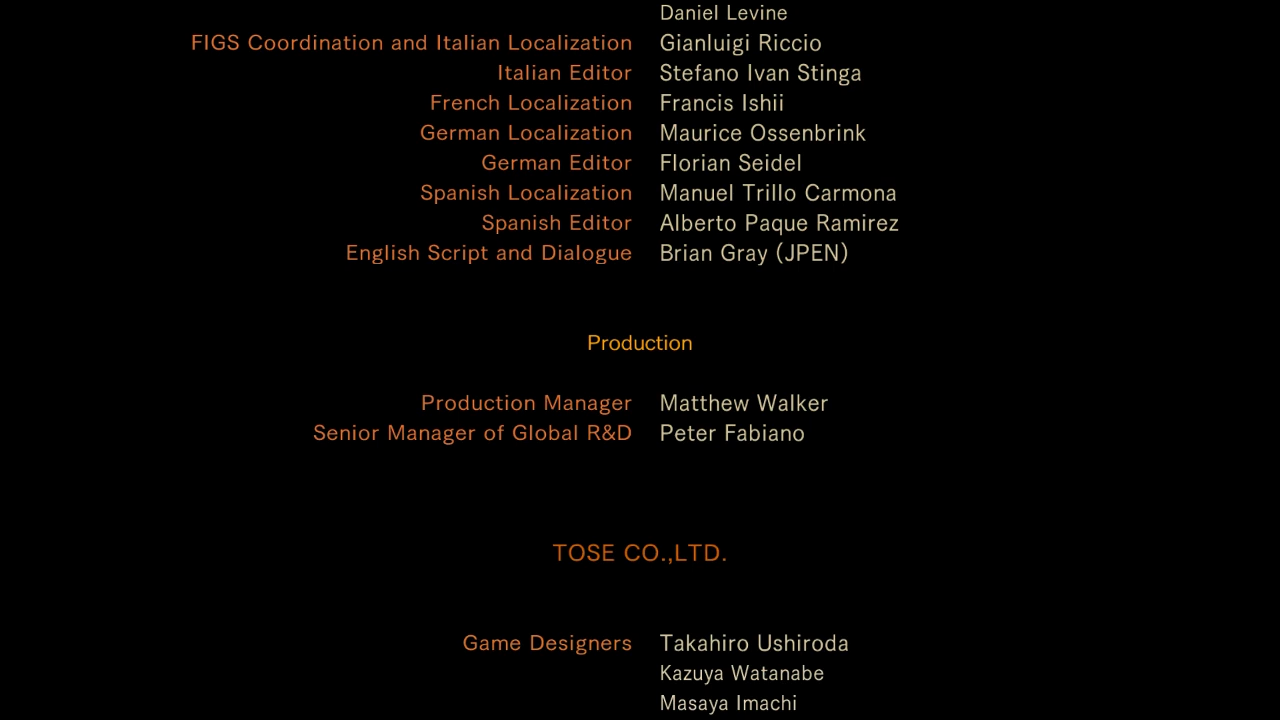 Daniel Levine
FIGS Coordination and Italian Localization Gianluigi Riccio
Italian Editor Stefano Ivan Stinga
French Localization Francis Ishii
German Localization Maurice Ossenbrink
German Editor Florian Seidel
Spanish Localization Manuel Trillo Carmona
Spanish Editor Alberto Paque Ramirez
English Script and Dialogue Brian Gray (JPEN)
Production
Production Manager Matthew Walker
Senior Manager of Global R&D Peter Fabiano
TOSE CO.,LTD.
Game Designers Takahiro Ushiroda
Kazuya Watanabe
Masaya Imachi